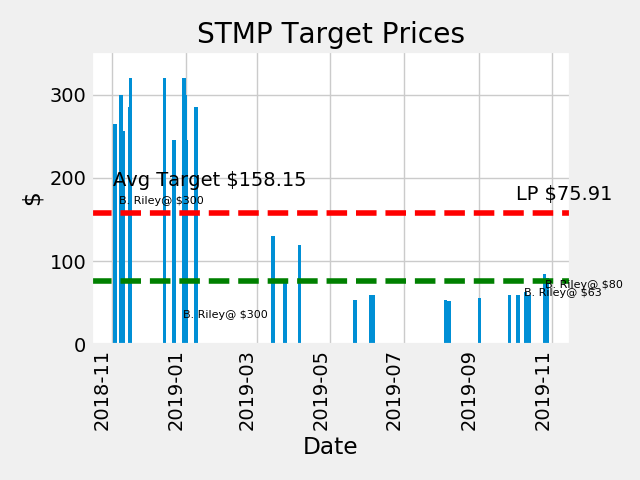 STMP Target Prices
300
200
100
0
$
Avg Target $158.15
LP $75.91
B. Riley@ $300
B. Riley@ $80
B. Riley@ $63
B. Riley@ $300
2018-11
2019-01
2019-03
2019-05
2019-07
2019-09
2019-11
Date